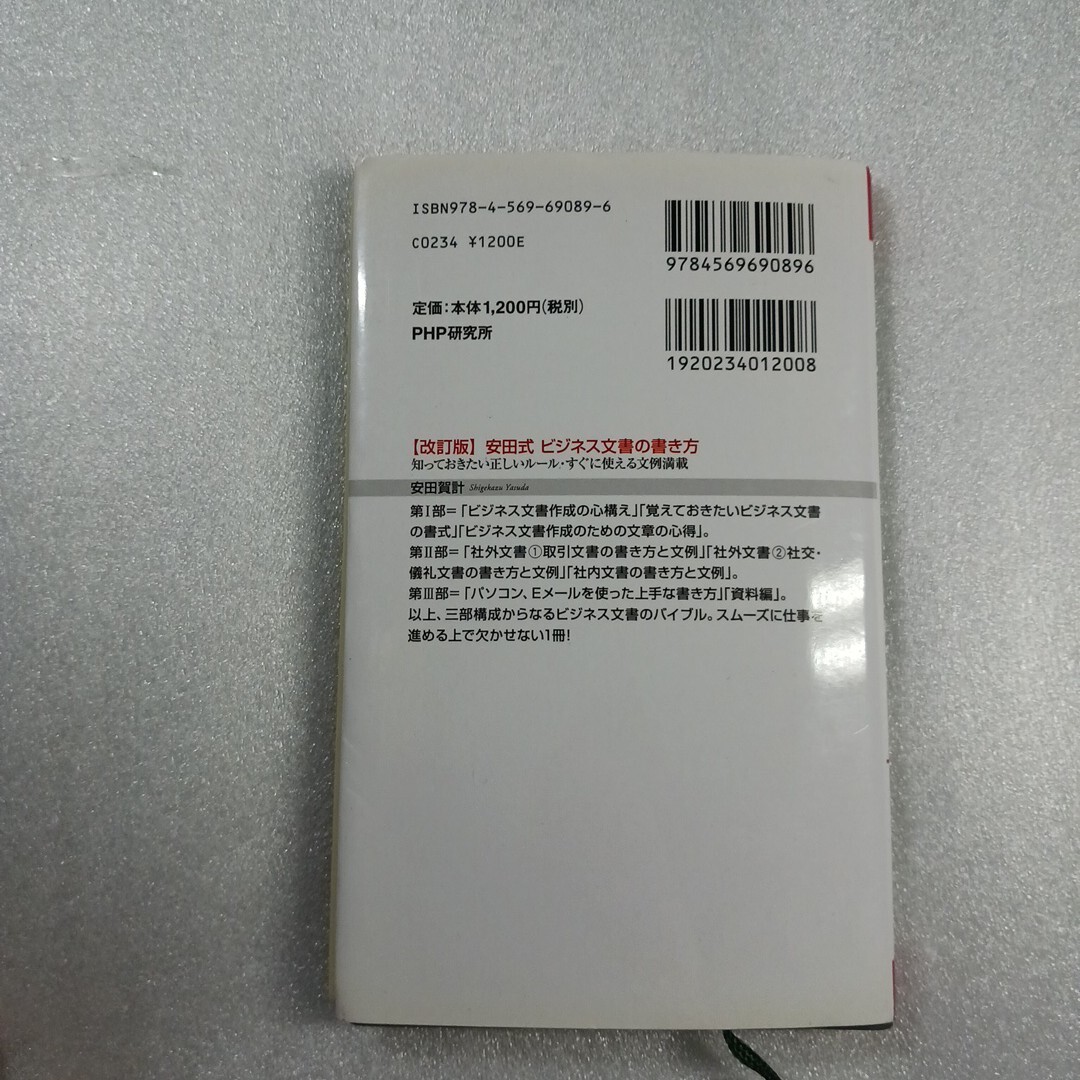 ISBN978-4-569-69089-6
C0234 ¥1200E
9784569690896
定価:本体1,200円(税別)
PHP研究所
1920234012008
【改訂版】安田式 ビジネス文書の書き方
知っておきたい正しいルール・すぐに使える文例満載
安田賀計 Shigekazu Yasuda
第Ⅰ部=「ビジネス文書作成の心構え」「覚えておきたいビジネス文書
の書式」「ビジネス文書作成のための文章の心得」。
第Ⅱ部=「社外文書①取引文書の書き方と文例」「社外文書②社交・
儀礼文書の書き方と文例」「社内文書の書き方と文例」。
第Ⅲ部=「パソコン、Eメールを使った上手な書き方」「資料編」。
以上、三部構成からなるビジネス文書のバイブル。スムーズに仕事を
進める上で欠かせない1冊!